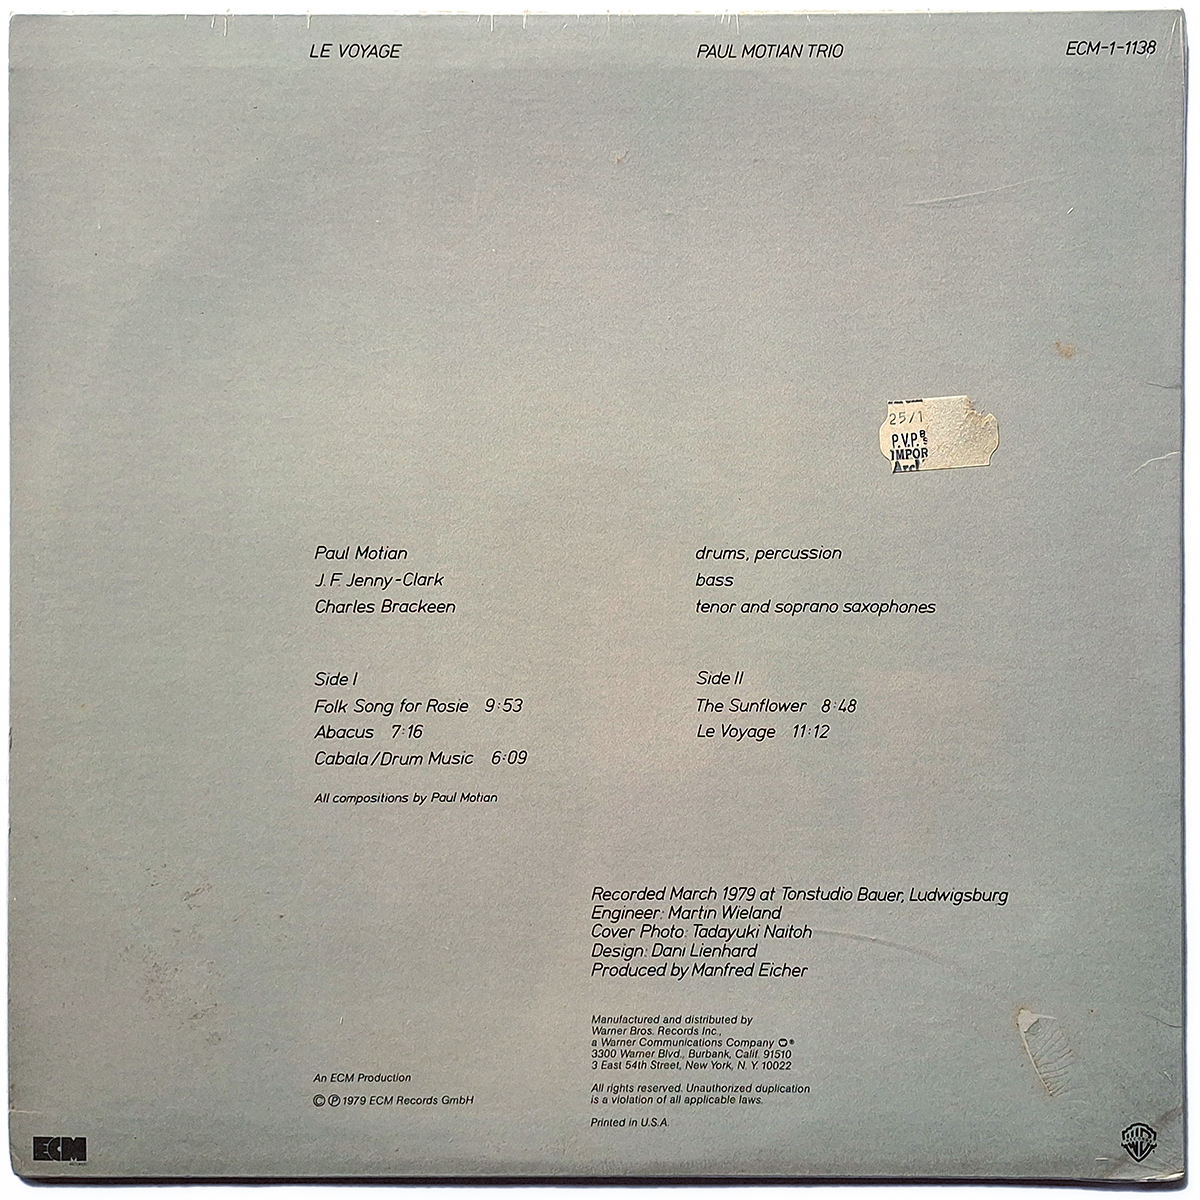 LE VOYAGE
PAUL MOTIAN TRIO
ECM-1-1138
25/1
P.V.P.
IMPOR
Paul Motian drums, percussion
J.F. Jenny-Clark bass
Charles Brackeen tenor and soprano saxophones
Side I
Folk Song for Rosie 9:53
Abacus 7:16
Cabala/Drum Music 6:09
All compositions by Paul Motian
Side II
The Sunflower 8:48
Le Voyage 11:12
Recorded March 1979 at Tonstudio Bauer, Ludwigsburg
Engineer: Martin Wieland
Cover Photo: Tadayuki Naitoh
Design: Dani Lienhard
Produced by Manfred Eicher
Manufactured and distributed by
Warner Bros. Records Inc.,
a Warner Communications Company ®
3300 Warner Blvd., Burbank, Calif. 91510
3 East 54th Street, New York, N.Y. 10022
All rights reserved. Unauthorized duplication
is a violation of all applicable laws.
Printed in U.S.A.
An ECM Production
© ℗ 1979 ECM Records GmbH
ECM